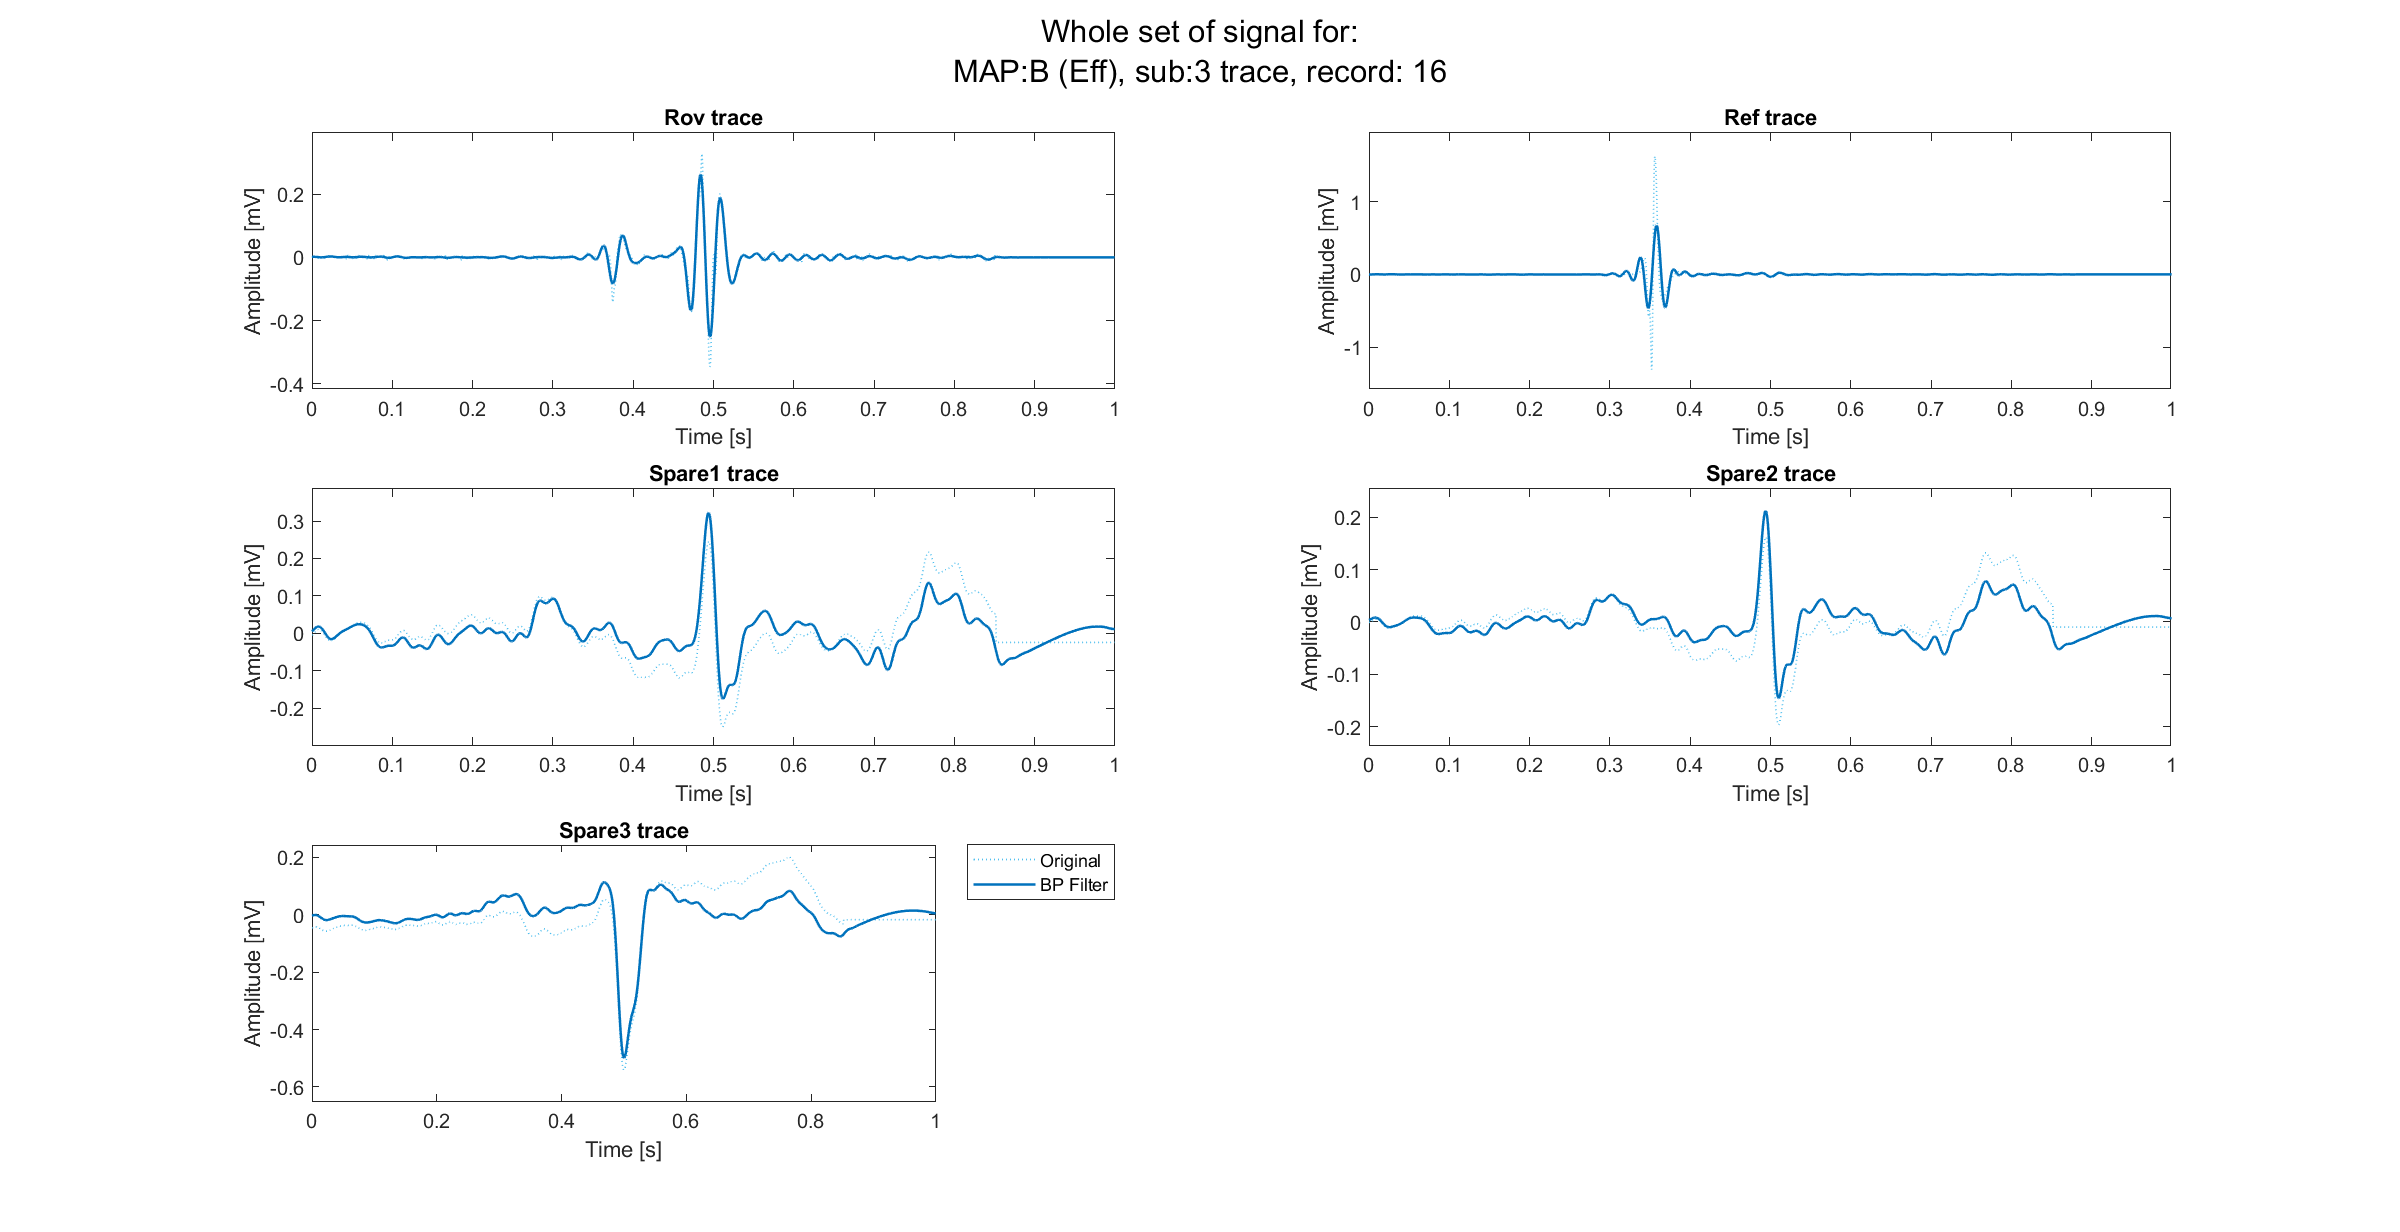 Whole set of signal for:
MAP:B (Eff), sub:3 trace, record: 16
Rov trace
Amplitude [mV]
0.2
0
-0.2
-0.4
0 0.1 0.2 0.3 0.4 0.5 0.6 0.7 0.8 0.9 1
Time [s]
Ref trace
Amplitude [mV]
1
0
-1
0 0.1 0.2 0.3 0.4 0.5 0.6 0.7 0.8 0.9 1
Time [s]
Spare1 trace
Amplitude [mV]
0.3
0.2
0.1
0
-0.1
-0.2
0 0.1 0.2 0.3 0.4 0.5 0.6 0.7 0.8 0.9 1
Time [s]
Spare2 trace
Amplitude [mV]
0.2
0.1
0
-0.1
-0.2
0 0.1 0.2 0.3 0.4 0.5 0.6 0.7 0.8 0.9 1
Time [s]
Spare3 trace
Amplitude [mV]
0.2
0
-0.2
-0.4
-0.6
0 0.2 0.4 0.6 0.8 1
Time [s]
Original
BP Filter